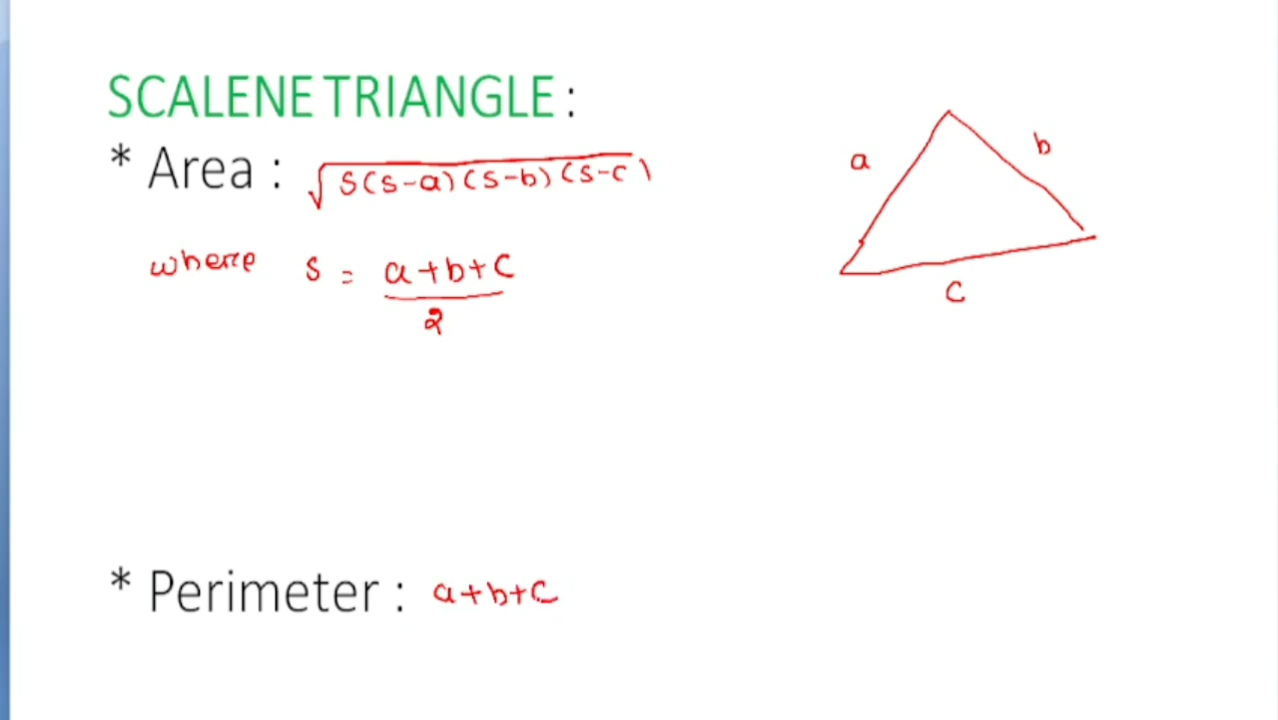 SCALENE TRIANGLE :
* Area : √s(s-a)(s-b)(s-c)
a
b
where s = a+b+c
2
c
* Perimeter : a+b+c